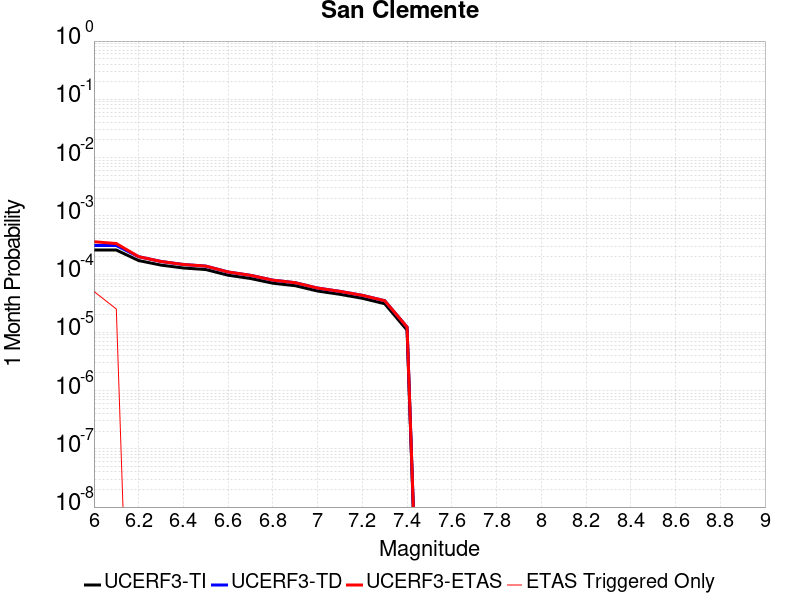 San Clemente
10^0
10^-1
10^-2
10^-3
10^-4
10^-5
10^-6
10^-7
10^-8
1 Month Probability
6 6.2 6.4 6.6 6.8 7 7.2 7.4 7.6 7.8 8 8.2 8.4 8.6 8.8 9
Magnitude
UCERF3-TI UCERF3-TD UCERF3-ETAS ETAS Triggered Only